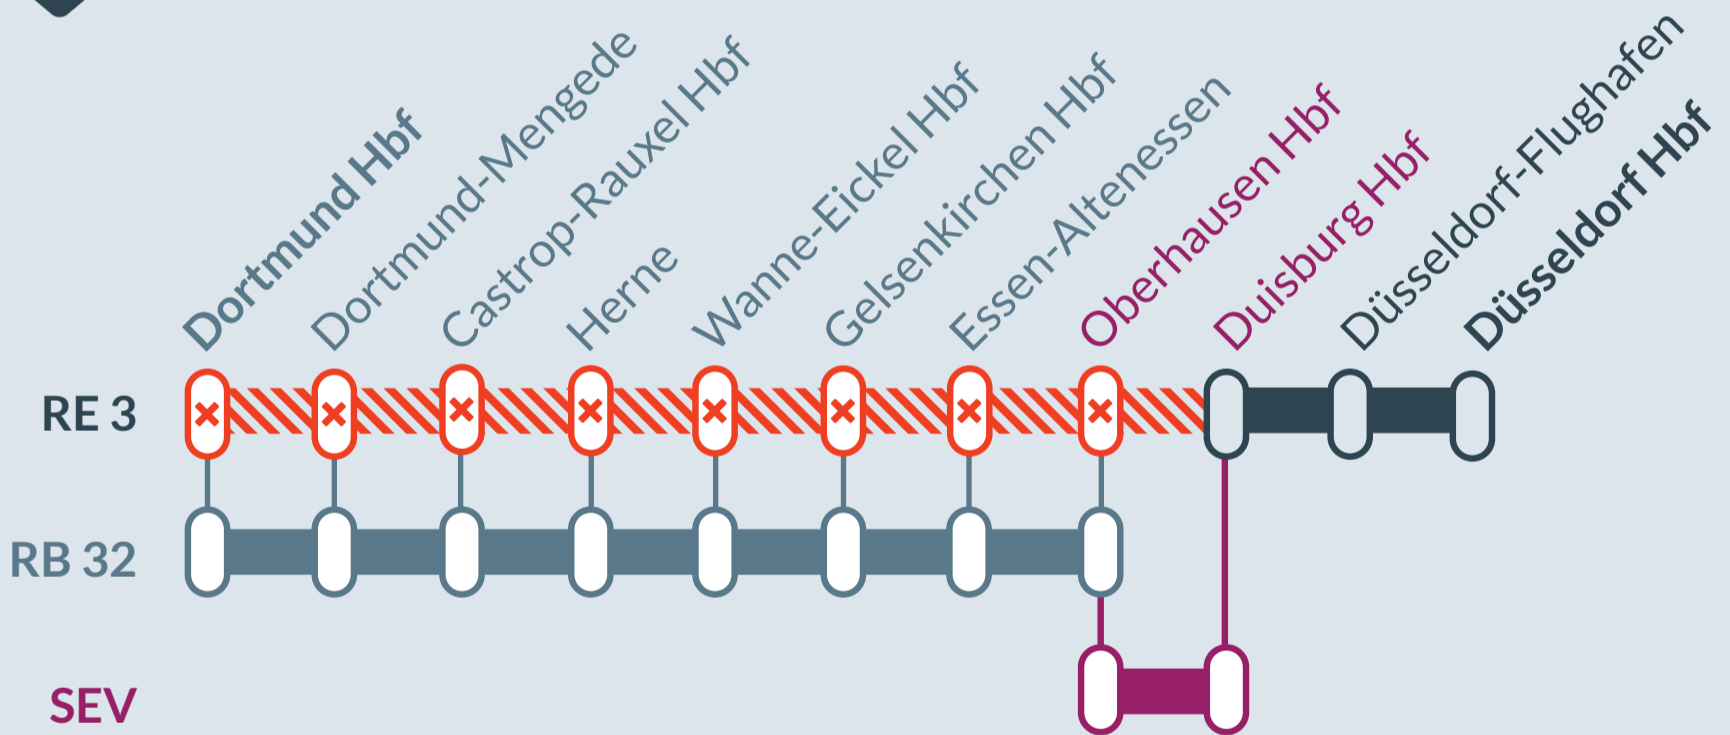 Dortmund Hbf
Dortmund-Mengede
Castrop-Rauxel Hbf
Herne
Wanne-Eickel Hbf
Gelsenkirchen Hbf
Essen-Altenessen
Oberhausen Hbf
Duisburg Hbf
Düsseldorf-Flughafen
Düsseldorf Hbf
RE 3
RB 32
SEV